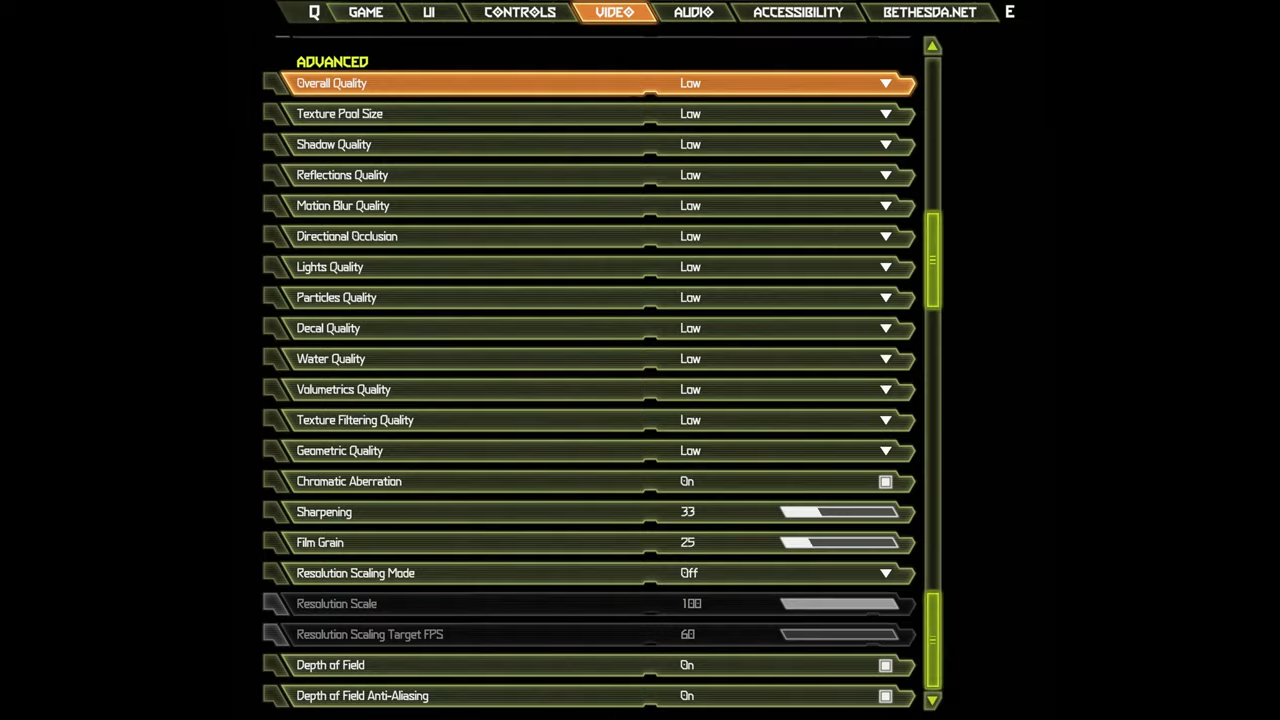 Q GAME UI CONTROLS VIDEO AUDIO ACCESSIBILITY BETHESDA.NET E
ADVANCED
Overall Quality Low
Texture Pool Size Low
Shadow Quality Low
Reflections Quality Low
Motion Blur Quality Low
Directional Occlusion Low
Lights Quality Low
Particles Quality Low
Decal Quality Low
Water Quality Low
Volumetrics Quality Low
Texture Filtering Quality Low
Geometric Quality Low
Chromatic Aberration On
Sharpening 33
Film Grain 25
Resolution Scaling Mode Off
Resolution Scale 100
Resolution Scaling Target FPS 60
Depth of Field On
Depth of Field Anti-Aliasing On